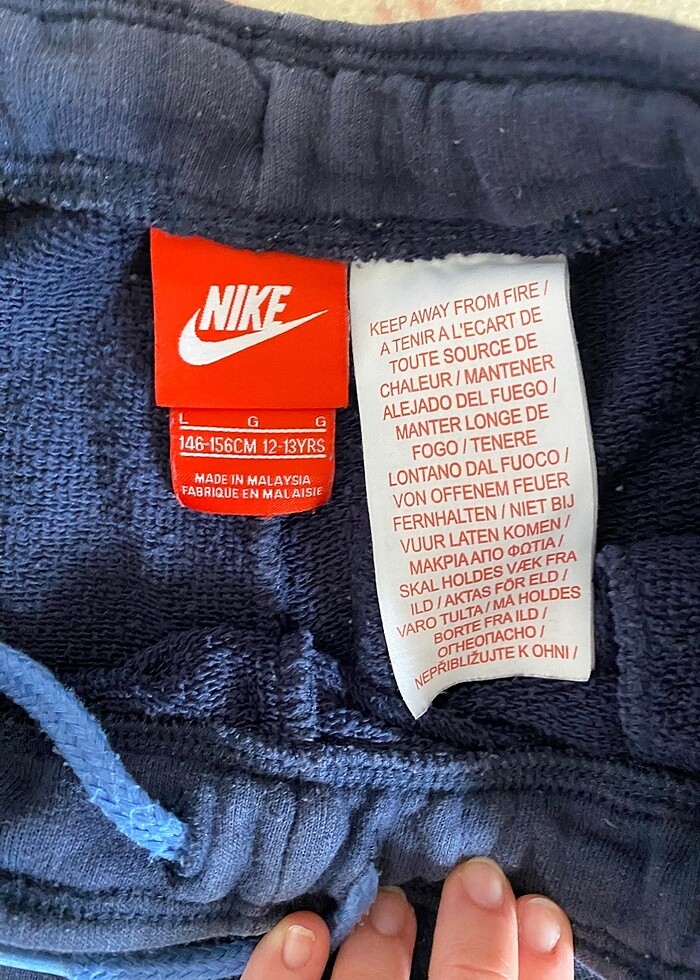 NIKE
L G G
146-156CM 12-13YRS
MADE IN MALAYSIA
FABRIQUE EN MALAISIE
KEEP AWAY FROM FIRE /
A TENIR A L'ECART DE
TOUTE SOURCE DE
CHALEUR / MANTENER
ALEJADO DEL FUEGO /
MANTER LONGE DE
FOGO / TENERE
LONTANO DAL FUOCO /
VON OFFENEM FEUER
FERNHALTEN / NIET BIJ
VUUR LATEN KOMEN /
ΜΑΚΡΙΑ ΑΠΟ ΦΩΤΙΑ /
SKAL HOLDES VÆK FRA
ILD / AKTAS FÖR ELD /
VARO TULTA / MÅ HOLDES
BORTE FRA ILD /
ОГНЕОПАСНО /
NEPŘIBLIŽUJTE K OHNI /